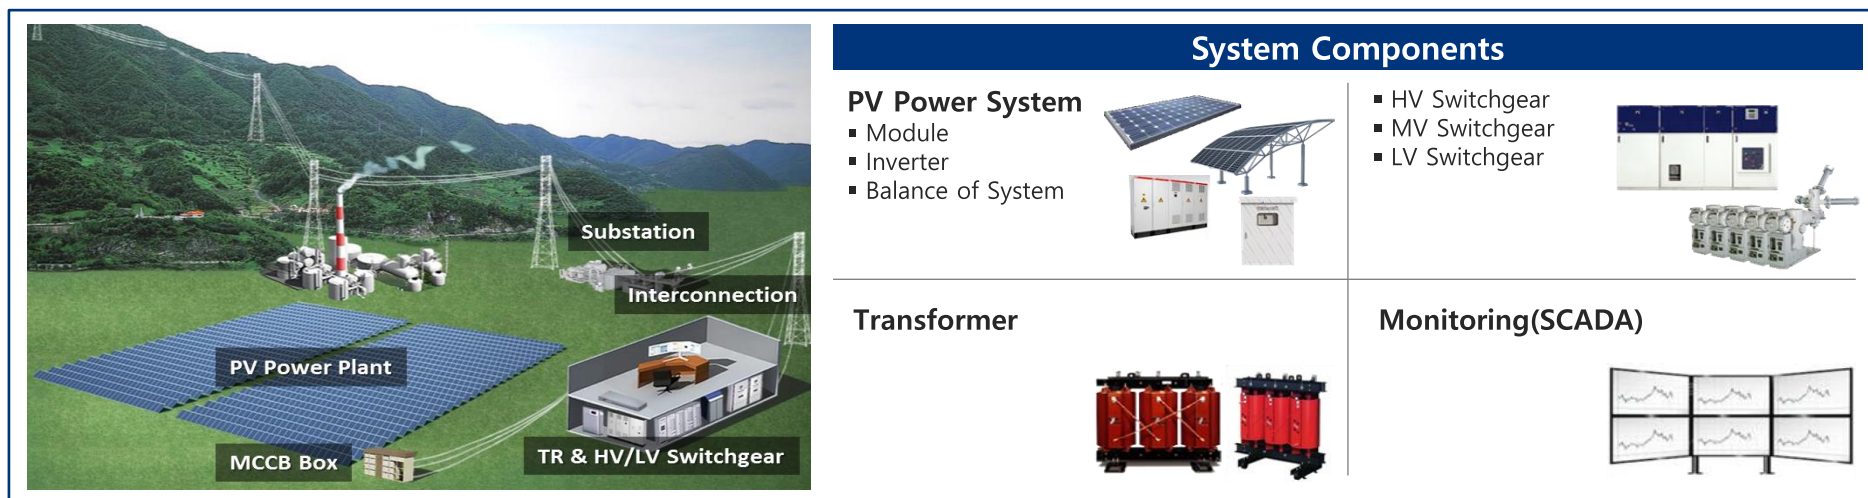 Substation
Interconnection
PV Power Plant
MCCB Box
TR & HV/LV Switchgear
System Components
PV Power System
▪ Module
▪ Inverter
▪ Balance of System
▪ HV Switchgear
▪ MV Switchgear
▪ LV Switchgear
Transformer
Monitoring(SCADA)